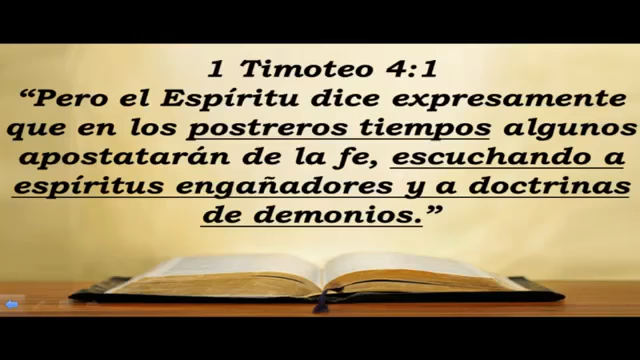 1 Timoteo 4:1
“Pero el Espíritu dice expresamente
que en los postreros tiempos algunos
apostatarán de la fe, escuchando a
espíritus engañadores y a doctrinas
de demonios.”